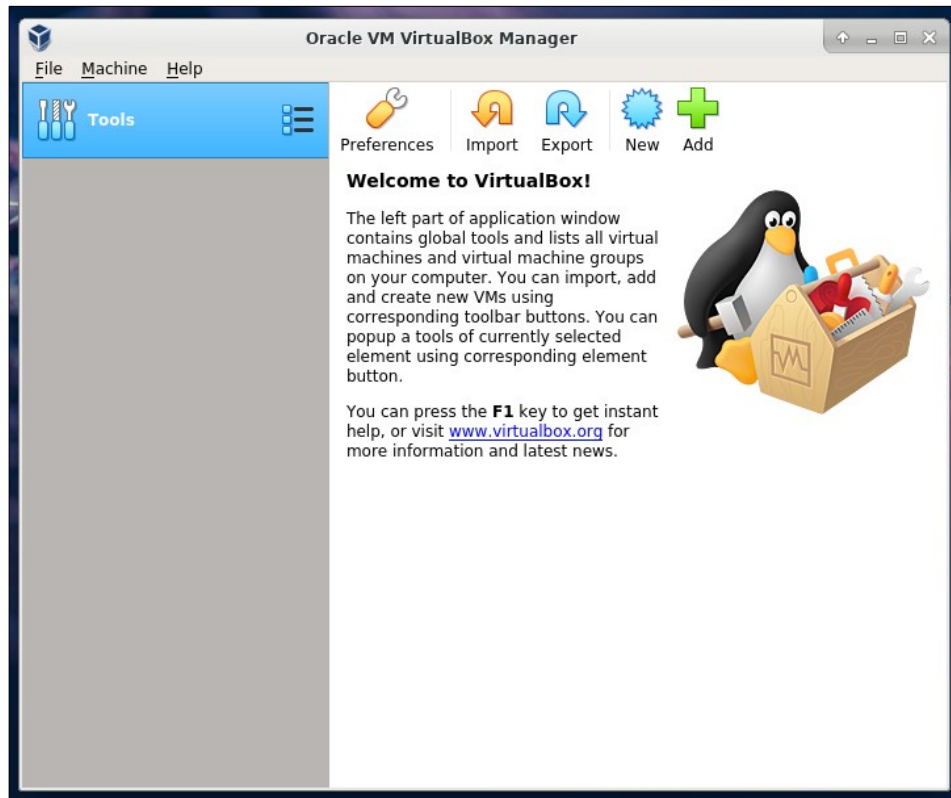 Oracle VM VirtualBox Manager
File Machine Help
Tools
Preferences Import Export New Add
Welcome to VirtualBox!
The left part of application window
contains global tools and lists all virtual
machines and virtual machine groups
on your computer. You can import, add
and create new VMs using
corresponding toolbar buttons. You can
popup a tools of currently selected
element using corresponding element
button.
You can press the F1 key to get instant
help, or visit www.virtualbox.org for
more information and latest news.